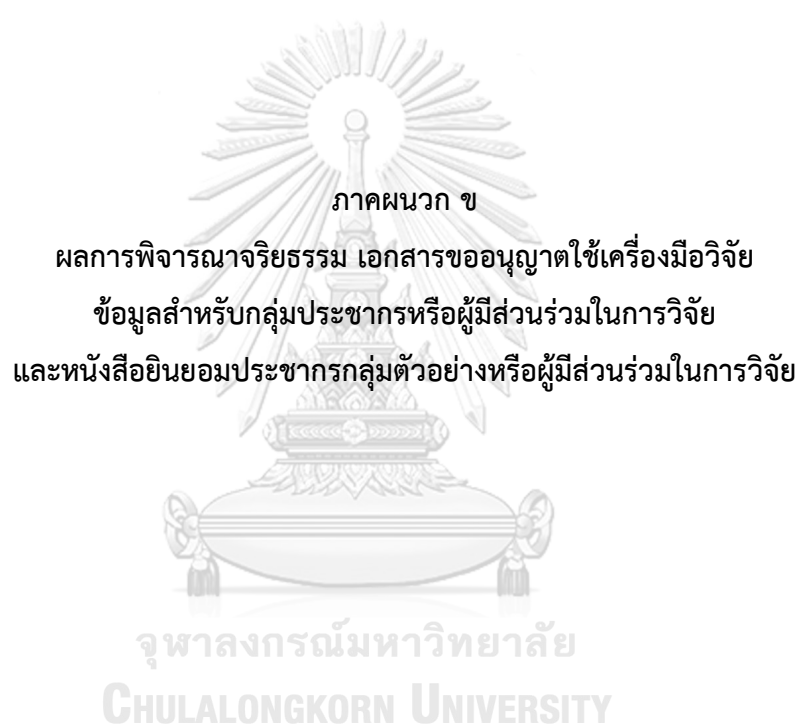 ภาคผนวก ข
ผลการพิจารณาจริยธรรม เอกสารขออนุญาตใช้เครื่องมือวิจัย
ข้อมูลสำหรับกลุ่มประชากรหรือผู้มีส่วนร่วมในการวิจัย
และหนังสือยินยอมประชากรกลุ่มตัวอย่างหรือผู้มีส่วนร่วมในการวิจัย
จุฬาลงกรณ์มหาวิทยาลัย
CHULALONGKORN UNIVERSITY